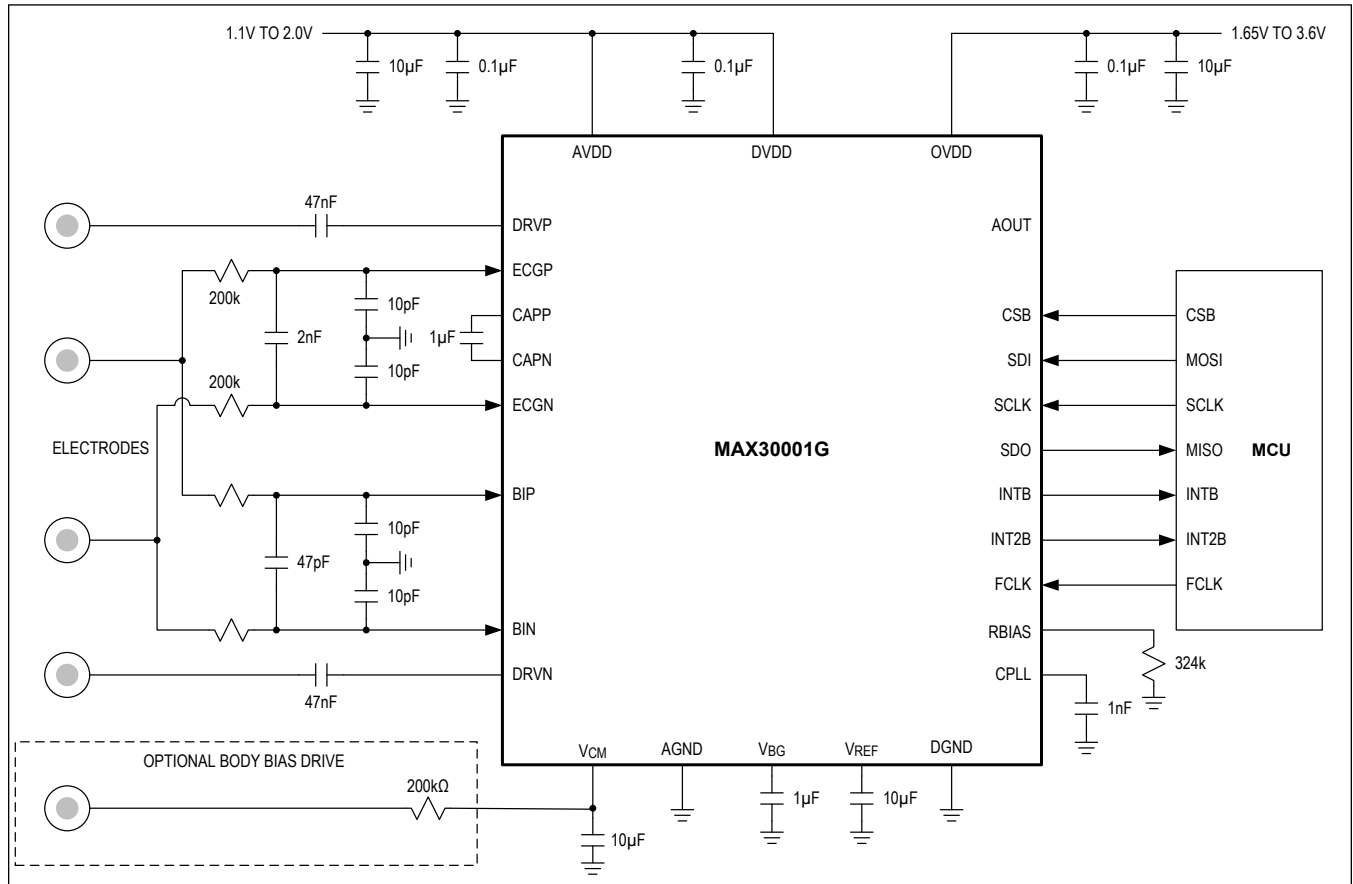 1.1V TO 2.0V
1.65V TO 3.6V
10µF
0.1µF
0.1µF
0.1µF
10µF
AVDD
DVDD
OVDD
47nF
DRVP
AOUT
ECGP
200k
10pF
CAPP
CSB
CSB
2nF
1µF
CAPN
SDI
MOSI
10pF
200k
ECGN
SCLK
SCLK
ELECTRODES
MAX30001G
SDO
MISO
MCU
BIP
INTB
INTB
10pF
INT2B
INT2B
47pF
10pF
FCLK
FCLK
BIN
RBIAS
324k
DRVN
CPLL
47nF
1nF
OPTIONAL BODY BIAS DRIVE
VCM
AGND
VBG
VREF
DGND
200kΩ
1µF
10µF
10µF